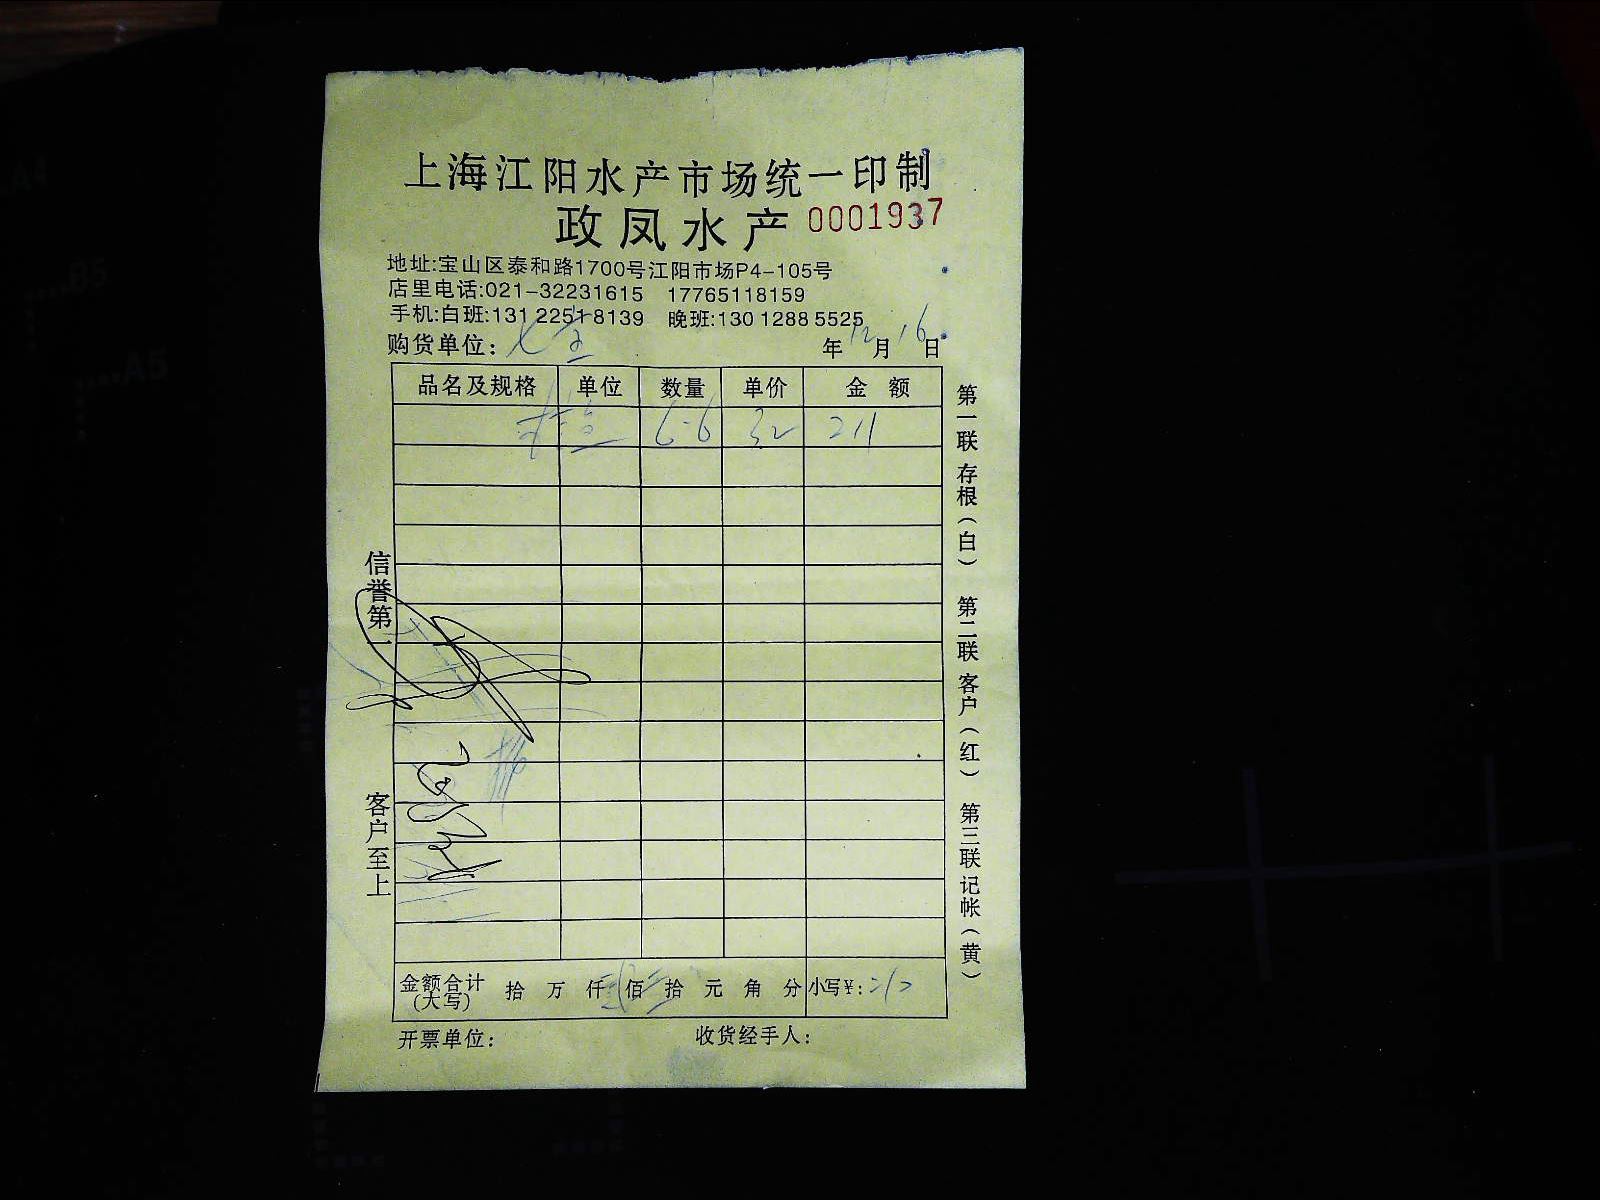 上海江阳水产市场统一印制
政凤水产 0001937
地址:宝山区泰和路1700号江阳市场P4-105号
店里电话:021-32231615 17765118159
手机:白班:131 2251 8139 晚班:130 1288 5525
购货单位: 年12月16日
品名及规格 单位 数量 单价 金额
6.6 32 211
金额合计(大写) 拾 万 仟 佰 拾 元 角 分 小写¥:
开票单位: 收货经手人:
信誉第一
客户至上
第一联 存根(白) 第二联 客户(红) 第三联 记帐(黄)